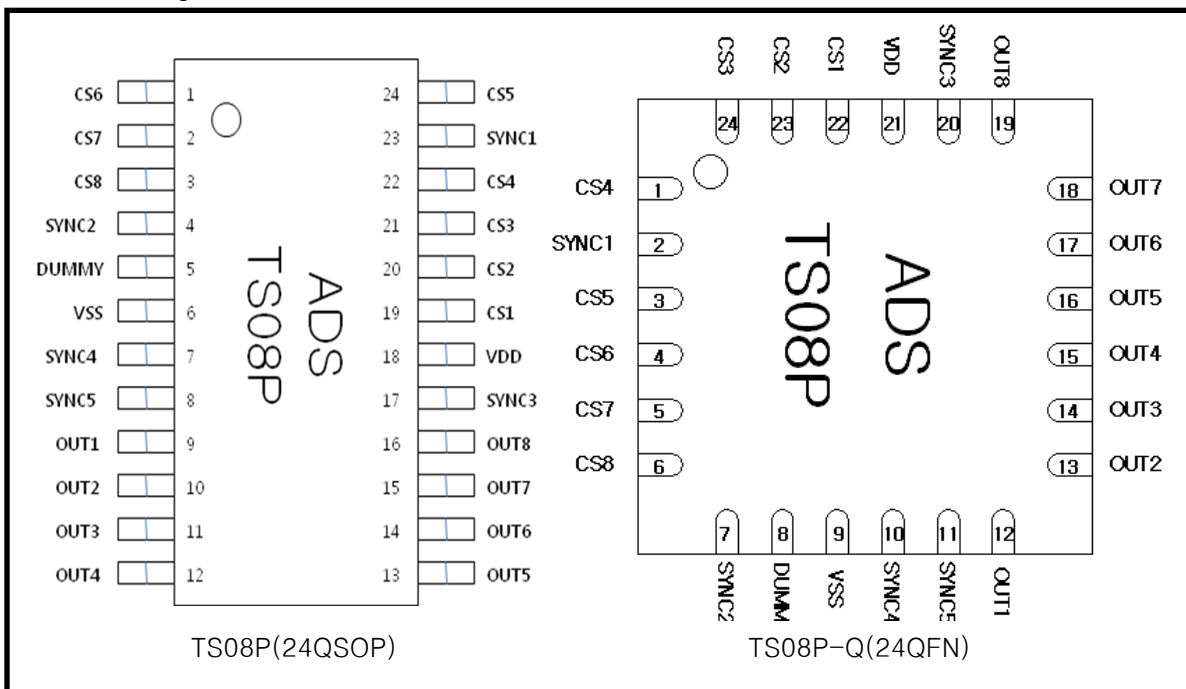 CS6 1 24 CS5
CS7 2 23 SYNC1
CS8 3 22 CS4
SYNC2 4 21 CS3
DUMMY 5 20 CS2
VSS 6 19 CS1
SYNC4 7 18 VDD
SYNC5 8 17 SYNC3
OUT1 9 16 OUT8
OUT2 10 15 OUT7
OUT3 11 14 OUT6
OUT4 12 13 OUT5
ADS
TS08P
TS08P(24QSOP)
CS3 CS2 CS1 VDD SYNC3 OUT8
24 23 22 21 20 19
CS4 1 18 OUT7
SYNC1 2 17 OUT6
CS5 3 16 OUT5
CS6 4 15 OUT4
CS7 5 14 OUT3
CS8 6 13 OUT2
ADS
TS08P
7 8 9 10 11 12
SYNC2 DUMM VSS SYNC4 SYNC5 OUT1
TS08P-Q(24QFN)